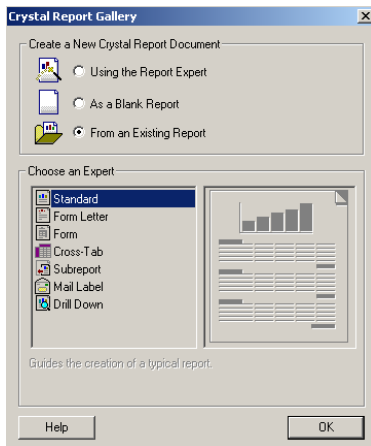 Crystal Report Gallery
Create a New Crystal Report Document
Using the Report Expert
As a Blank Report
From an Existing Report
Choose an Expert
Standard
Form Letter
Form
Cross-Tab
Subreport
Mail Label
Drill Down
Guides the creation of a typical report.
Help
OK